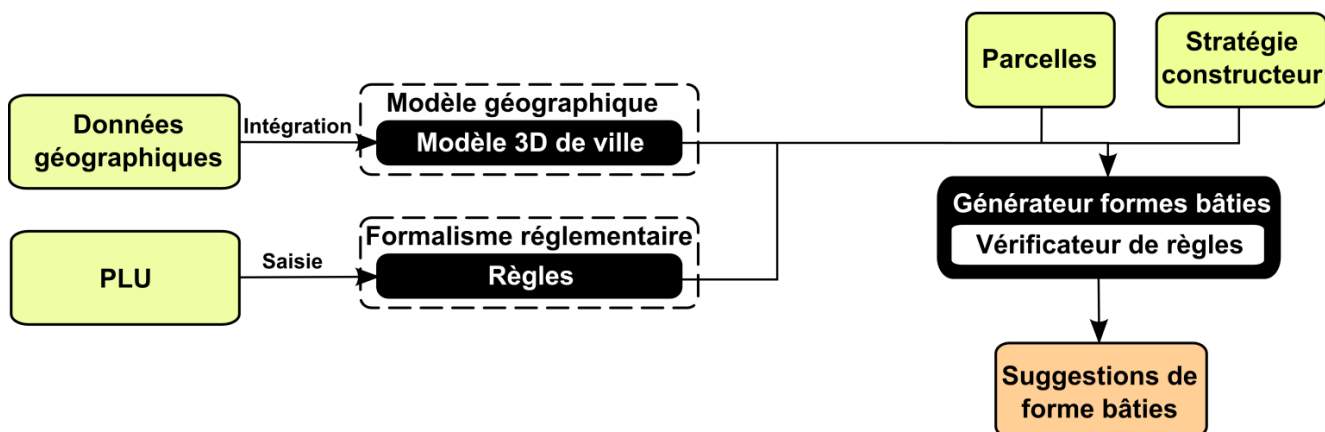 Parcelles
Stratégie
constructeur
Données
géographiques
Intégration
Modèle géographique
Modèle 3D de ville
Générateur formes bâties
Vérificateur de règles
PLU
Saisie
Formalisme réglementaire
Règles
Suggestions de
forme bâties